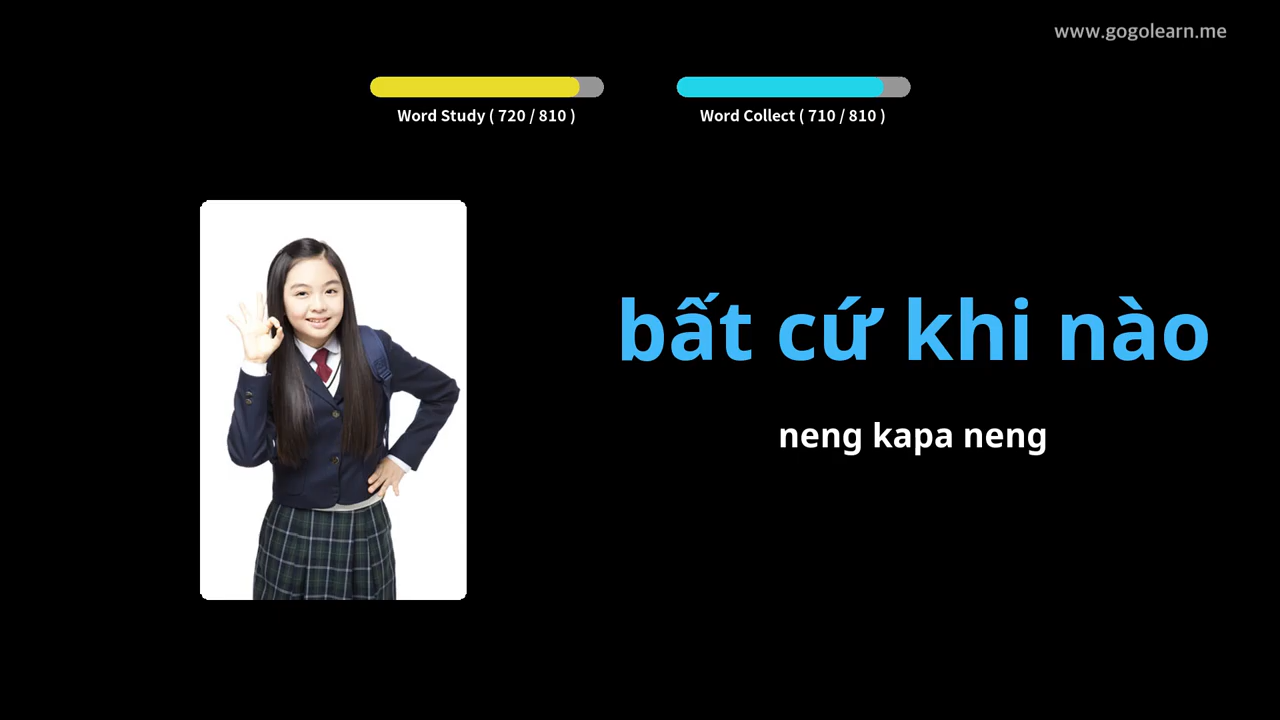 www.gogolearn.me
Word Study ( 720 / 810 )
Word Collect ( 710 / 810 )
bất cứ khi nào
neng kapa neng